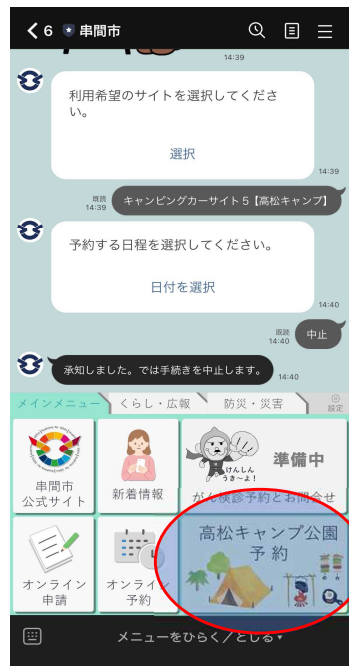 6 串間市
14:39
利用希望のサイトを選択してくださ
い。
選択
14:39
既読
14:39
キャンピングカーサイト5【高松キャンプ】
予約する日程を選択してください。
日付を選択
14:40
既読
14:40
中止
承知しました。では手続きを中止します。
14:40
メインメニュー
くらし・広報
防災・災害
設定
串間市
公式サイト
新着情報
けんしん
うき~よ!
準備中
がん検診予約とお問合せ
オンライン
申請
オンライン
予約
高松キャンプ公園
予約
メニューをひらく/とじる▾